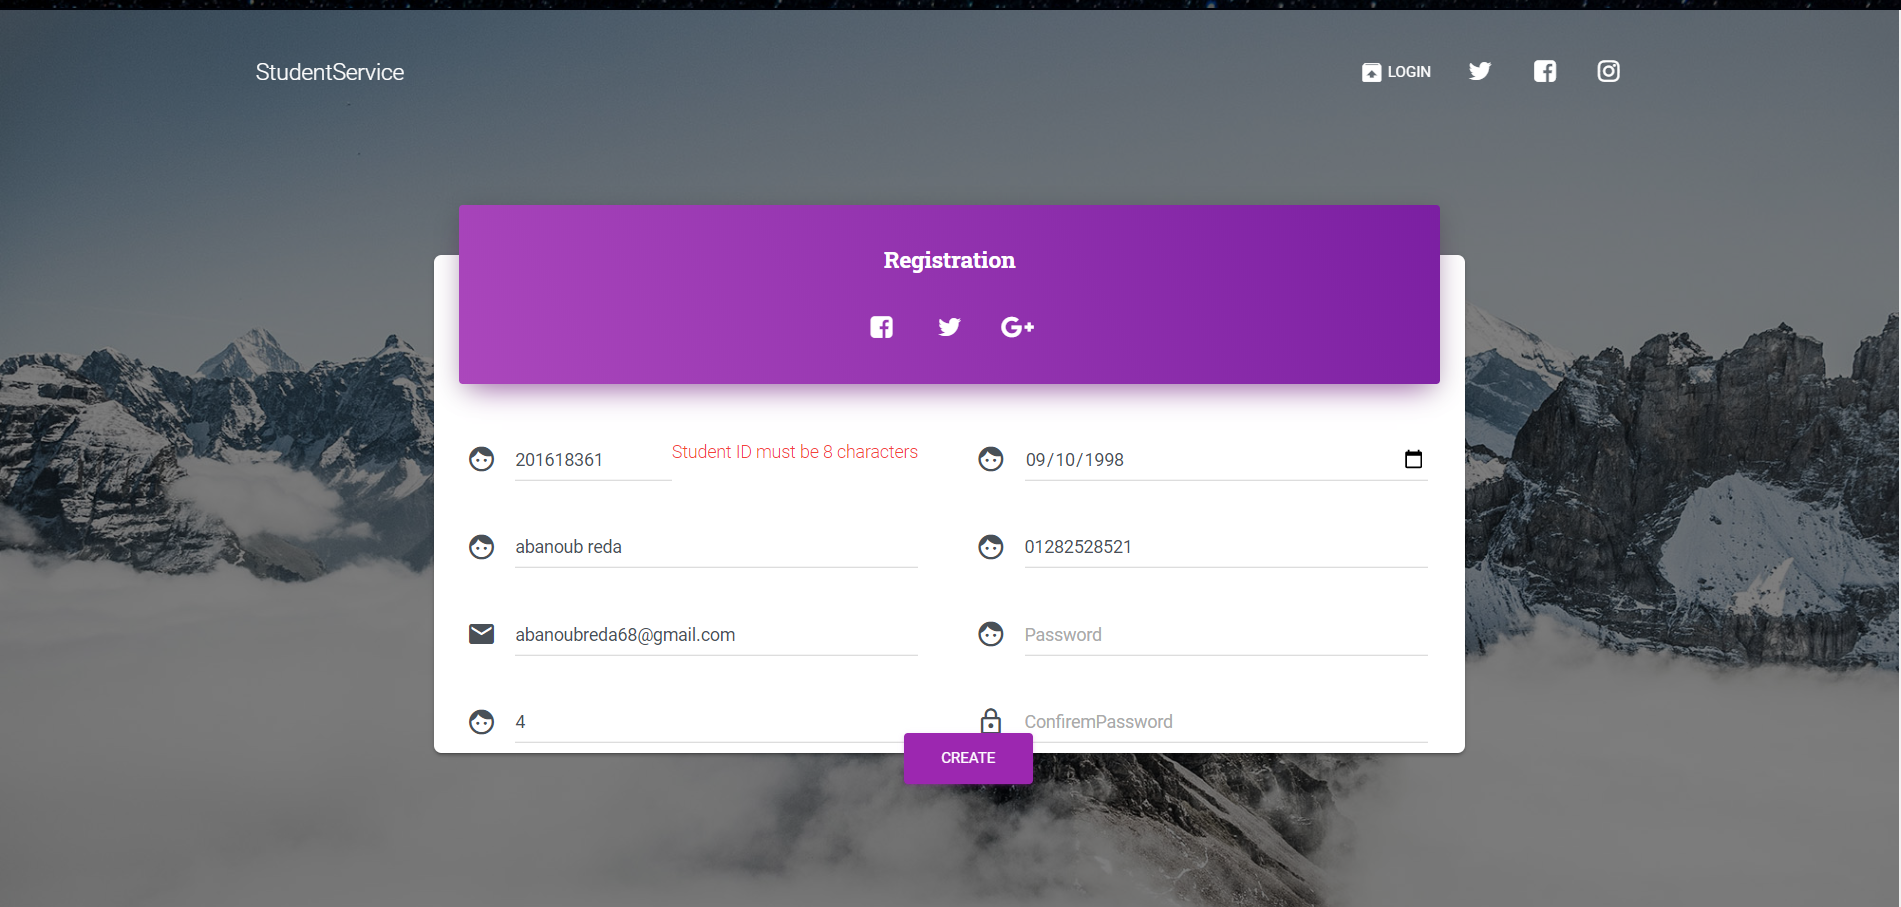 StudentService
LOGIN
Registration
G+
201618361
Student ID must be 8 characters
09/10/1998
abanoub reda
01282528521
abanoubreda68@gmail.com
Password
4
ConfiremPassword
CREATE